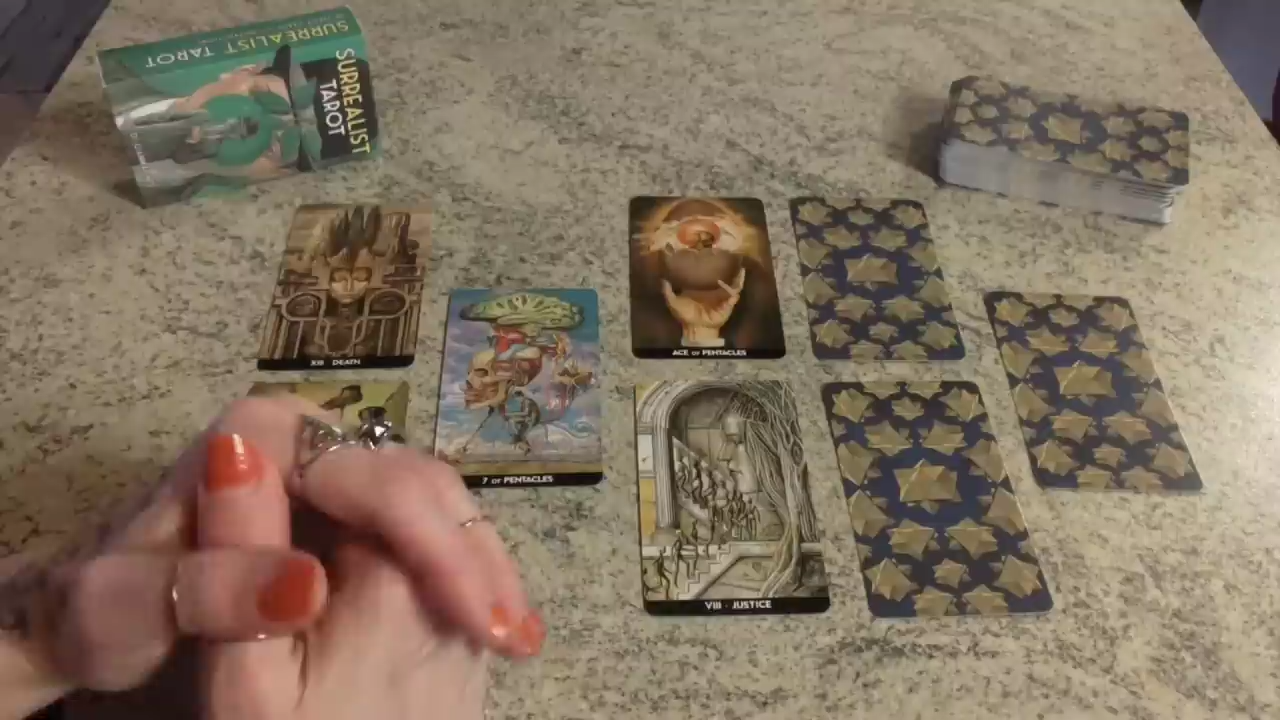 SURREALIST TAROT
SURREALIST
TAROT
XIII DEATH
ACE OF PENTACLES
7 OF PENTACLES
VIII · JUSTICE